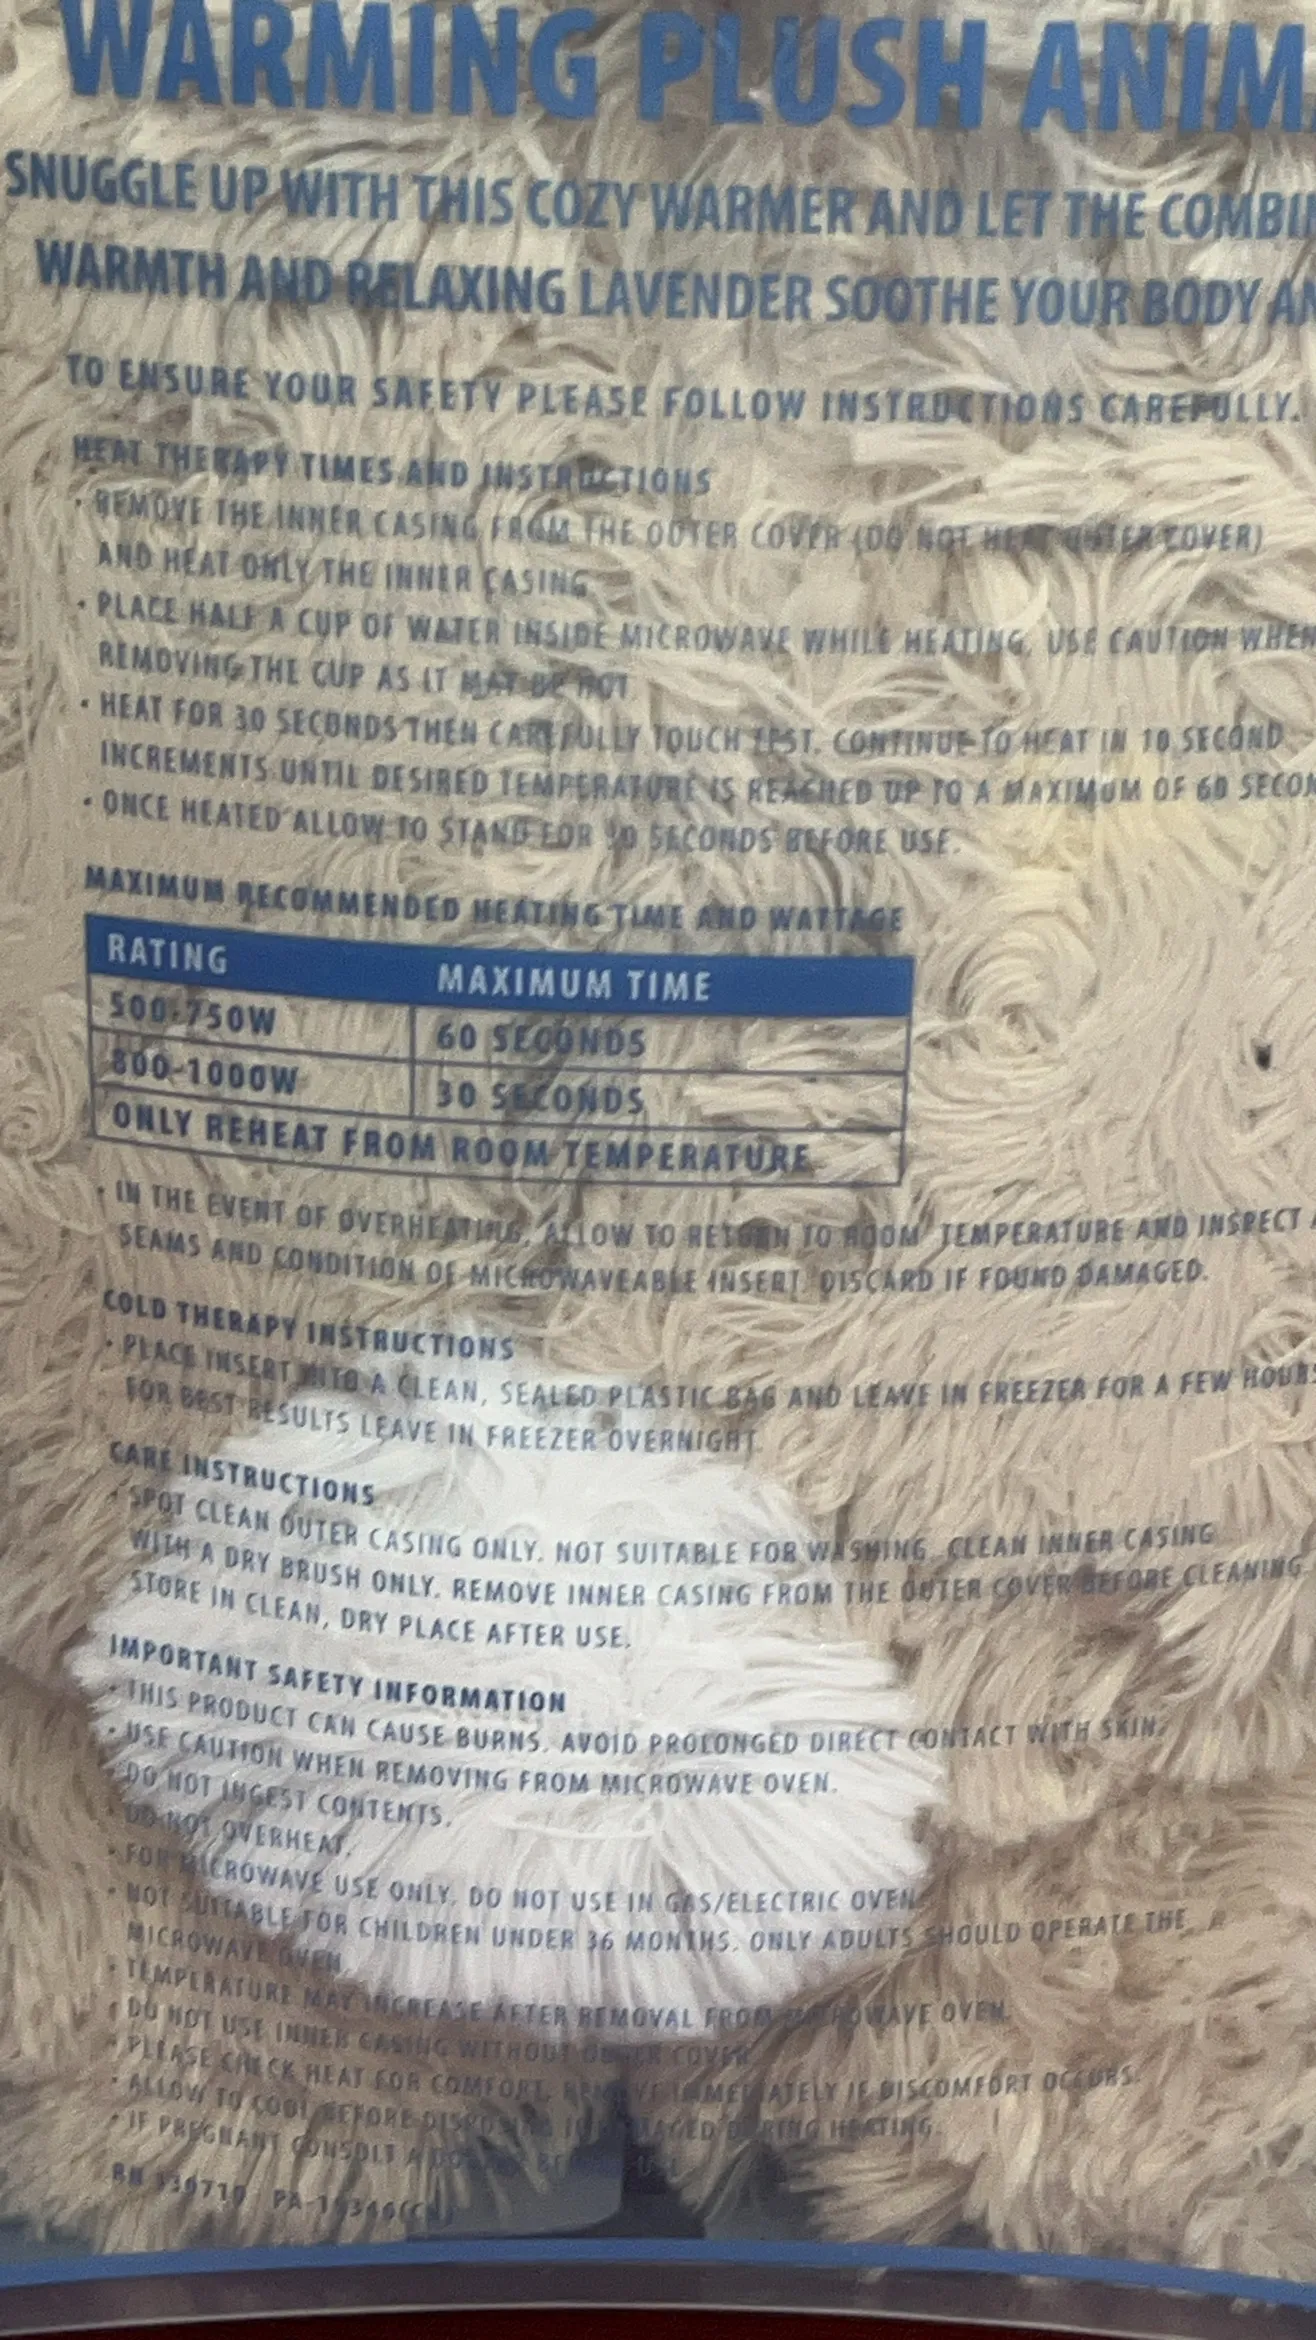 WARMING PLUSH ANIM
SNUGGLE UP WITH THIS COZY WARMER AND LET THE COMBI
WARMTH AND RELAXING LAVENDER SOOTHE YOUR BODY A
TO ENSURE YOUR SAFETY PLEASE FOLLOW INSTRUCTIONS CAREFULLY.
HEAT THERAPY TIMES AND INSTRUCTIONS
• REMOVE THE INNER CASING FROM THE OUTER COVER (DO NOT HEAT OUTER COVER)
AND HEAT ONLY THE INNER CASING.
• PLACE HALF A CUP OF WATER INSIDE MICROWAVE WHILE HEATING. USE CAUTION WHEN
REMOVING THE CUP AS IT MAY BE HOT
• HEAT FOR 30 SECONDS THEN CAREFULLY TOUCH TEST. CONTINUE TO HEAT IN 10 SECOND
INCREMENTS UNTIL DESIRED TEMPERATURE IS REACHED UP TO A MAXIMUM OF 60 SECON
• ONCE HEATED ALLOW TO STAND FOR SECONDS BEFORE USE.
MAXIMUM RECOMMENDED HEATING TIME AND WATTAGE
RATING MAXIMUM TIME
500-750W 60 SECONDS
800-1000W 30 SECONDS
ONLY REHEAT FROM ROOM TEMPERATURE
• IN THE EVENT OF OVERHEATING, ALLOW TO RETURN TO ROOM TEMPERATURE AND INSPECT
SEAMS AND CONDITION OF MICROWAVEABLE INSERT. DISCARD IF FOUND DAMAGED.
COLD THERAPY INSTRUCTIONS
• PLACE INSERT INTO A CLEAN, SEALED PLASTIC BAG AND LEAVE IN FREEZER FOR A FEW HOURS
FOR BEST RESULTS LEAVE IN FREEZER OVERNIGHT.
CARE INSTRUCTIONS
• SPOT CLEAN OUTER CASING ONLY. NOT SUITABLE FOR WASHING. CLEAN INNER CASING
WITH A DRY BRUSH ONLY. REMOVE INNER CASING FROM THE OUTER COVER BEFORE CLEANING
STORE IN CLEAN, DRY PLACE AFTER USE.
IMPORTANT SAFETY INFORMATION
• THIS PRODUCT CAN CAUSE BURNS. AVOID PROLONGED DIRECT CONTACT WITH SKIN.
• USE CAUTION WHEN REMOVING FROM MICROWAVE OVEN.
DO NOT INGEST CONTENTS.
• DO NOT OVERHEAT.
• FOR MICROWAVE USE ONLY. DO NOT USE IN GAS/ELECTRIC OVEN.
• NOT SUITABLE FOR CHILDREN UNDER 36 MONTHS. ONLY ADULTS SHOULD OPERATE THE
MICROWAVE OVEN.
• TEMPERATURE MAY INCREASE AFTER REMOVAL FROM MICROWAVE OVEN.
• DO NOT USE INNER CASING WITHOUT OUTER COVER
• PLEASE CHECK HEAT FOR COMFORT. REMOVE IMMEDIATELY IF DISCOMFORT OCCURS.
• ALLOW TO COOL BEFORE DISPOSING IF DAMAGED DURING HEATING.
• IF PREGNANT CONSULT A
RN